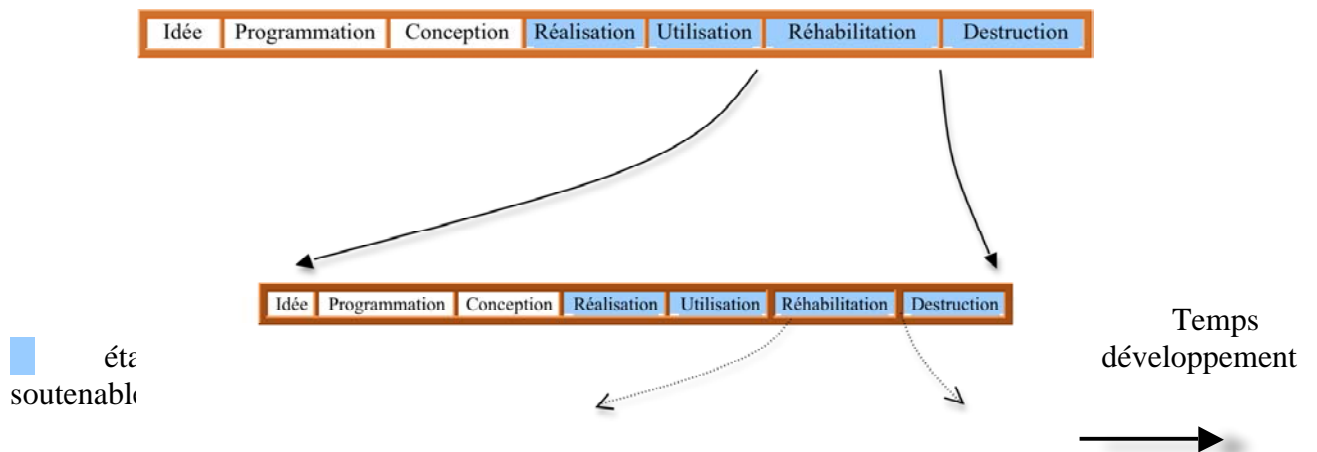 Idée Programmation Conception Réalisation Utilisation Réhabilitation Destruction
Idée Programmation Conception Réalisation Utilisation Réhabilitation Destruction
Temps
développement